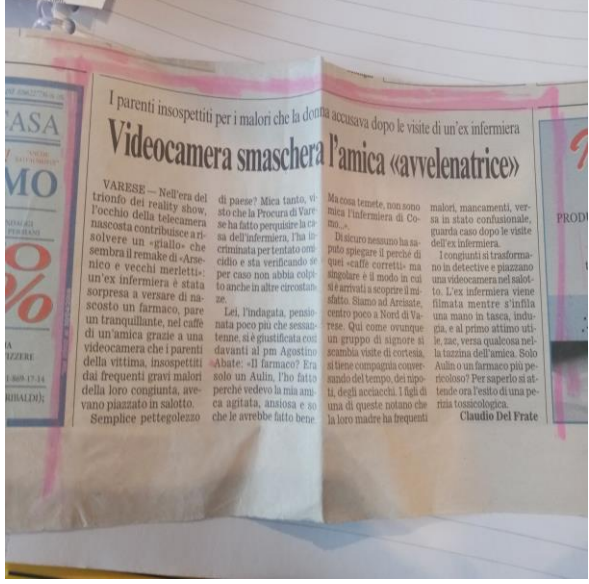 CASA
MO
%
VIZZERE
I parenti insospettiti per i malori che la donna accusava dopo le visite di un'ex infermiera
Videocamera smaschera l'amica «avvelenatrice»
VARESE — Nell'era del
trionfo dei reality show,
l'occhio della telecamera
nascosta contribuisce a ri-
solvere un «giallo» che
sembra il remake di «Arse-
nico e vecchi merletti»:
un'ex infermiera è stata
sorpresa a versare di na-
scosto un farmaco, pare
un tranquillante, nel caffè
di un'amica grazie a una
videocamera che i parenti
della vittima, insospettiti
dai frequenti gravi malori
della loro congiunta, ave-
vano piazzato in salotto.
Semplice pettegolezzo
di paese? Mica tanto, vi-
sto che la Procura di Vare-
se ha fatto perquisire la ca-
sa dell'infermiera, l'ha in-
criminata per tentato omi-
cidio e sta verificando se
per caso non abbia colpi-
to anche in altre circostan-
ze.
Lei, l'indagata, pensio-
nata poco più che sessan-
tenne, si è giustificata così
davanti al pm Agostino
Abate: «Il farmaco? Era
solo un Aulin, l'ho fatto
perché vedevo la mia ami-
ca agitata, ansiosa e so
che le avrebbe fatto bene.
Ma cosa temete, non sono
mica l'infermiera di Co-
mo...»
Di sicuro nessuno ha sa-
puto spiegare il perché di
quei «caffè corretti» ma
singolare è il modo in cui
si è arrivati a scoprire il mi-
sfatto. Siamo ad Arcisate,
centro poco a Nord di Va-
rese. Qui come ovunque
un gruppo di signore si
scambia visite di cortesia,
si tiene compagnia conver-
sando del tempo, dei nipo-
ti, degli acciacchi. I figli di
una di queste notano che
la loro madre ha frequenti
malori, mancamenti, ver-
sa in stato confusionale,
guarda caso dopo le visite
dell'ex infermiera.
I congiunti si trasforma-
no in detective e piazzano
una videocamera nel salot-
to. L'ex infermiera viene
filmata mentre s'infila
una mano in tasca, indu-
gia, e al primo attimo uti-
le, zac, versa qualcosa nel-
la tazzina dell'amica. Solo
Aulin o un farmaco più pe-
ricoloso? Per saperlo si at-
tende ora l'esito di una pe-
rizia tossicologica.
Claudio Del Frate
PRODU